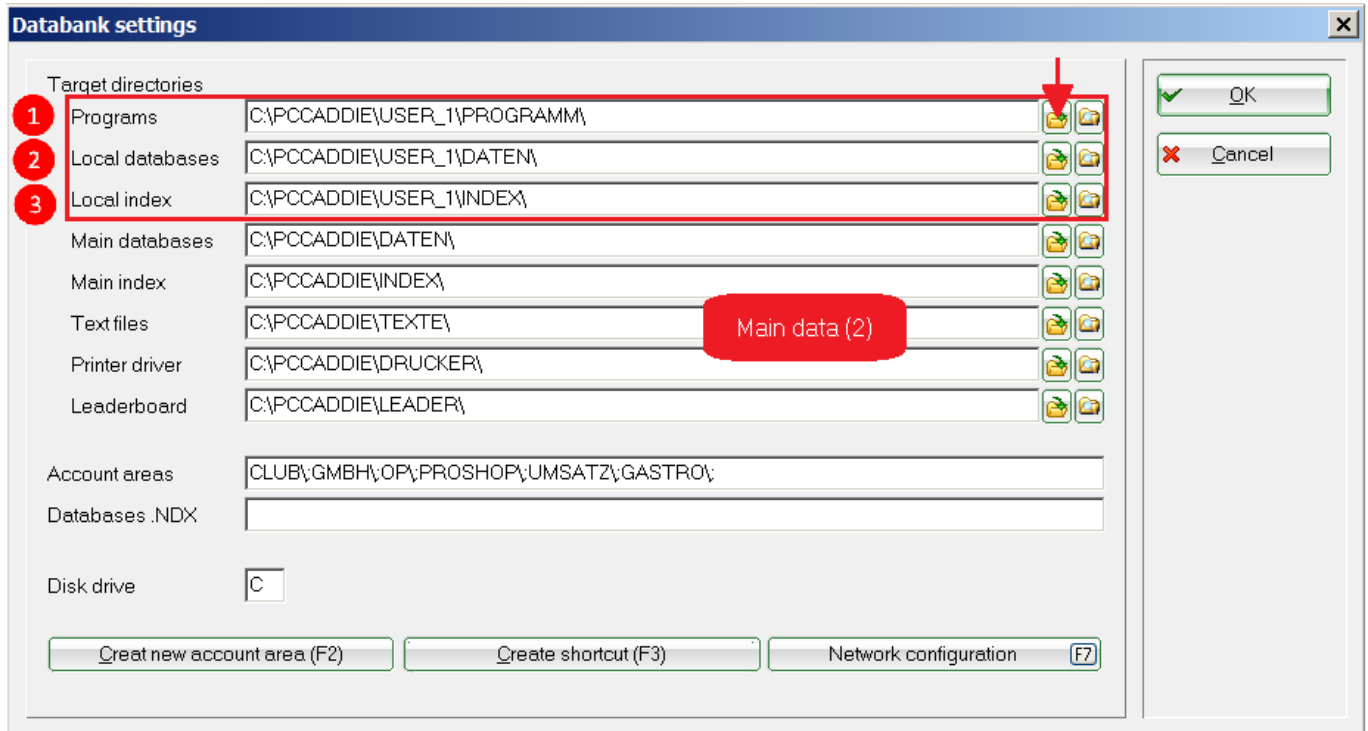 Databank settings
Target directories
1 Programs C:\PCCADDIE\USER_1\PROGRAMM\
2 Local databases C:\PCCADDIE\USER_1\DATEN\
3 Local index C:\PCCADDIE\USER_1\INDEX\
Main databases C:\PCCADDIE\DATEN\
Main index C:\PCCADDIE\INDEX\
Text files C:\PCCADDIE\TEXTE\
Main data (2)
Printer driver C:\PCCADDIE\DRUCKER\
Leaderboard C:\PCCADDIE\LEADER\
Account areas CLUB\;GMBH\;OP\;PROSHOP\;UMSATZ\;GASTRO\;
Databases .NDX
Disk drive C
Creat new account area (F2) Create shortcut (F3) Network configuration F7
OK
Cancel